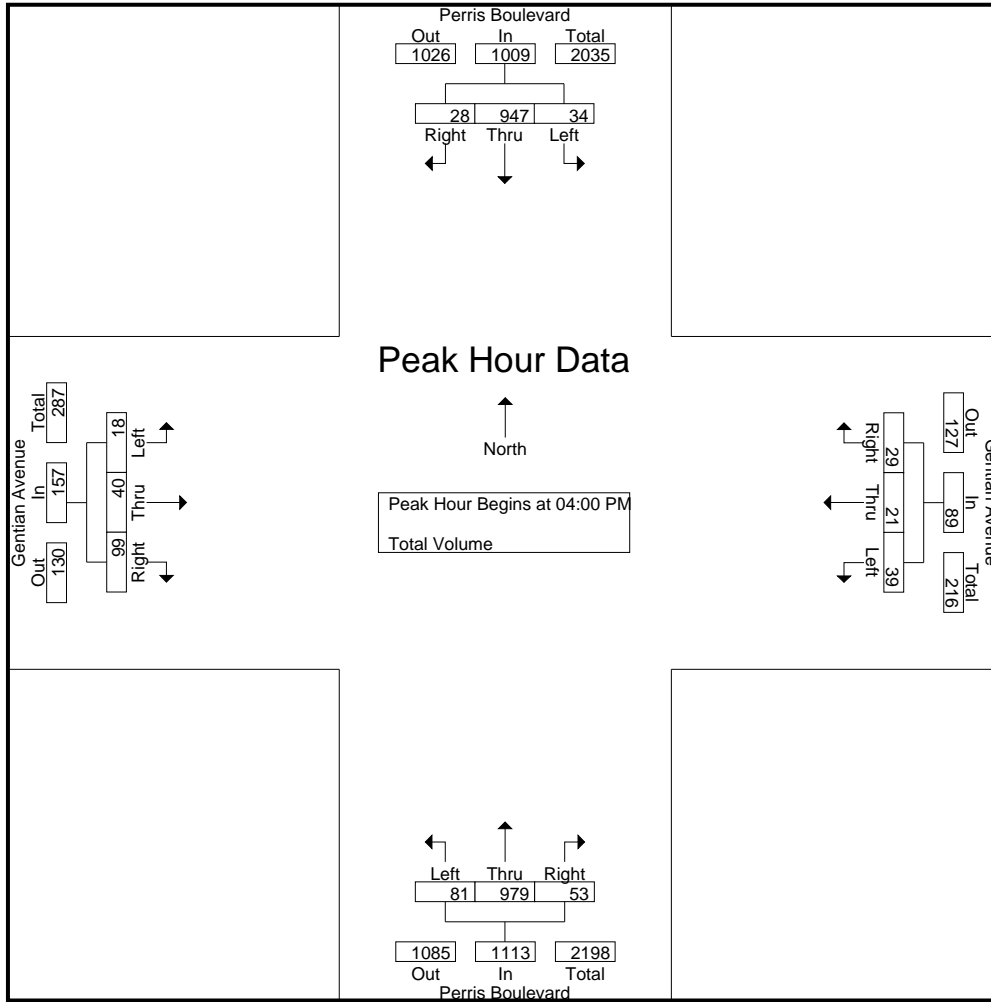 Perris Boulevard
Out In Total
1026 1009 2035
28 947 34
Right Thru Left
Peak Hour Data
North
Peak Hour Begins at 04:00 PM
Total Volume
Gentian Avenue
Total In Out
287 157 130
18 40 99
Left Thru Right
Gentian Avenue
Out In Total
127 89 216
29 21 39
Right Thru Left
Left Thru Right
81 979 53
1085 1113 2198
Out In Total
Perris Boulevard